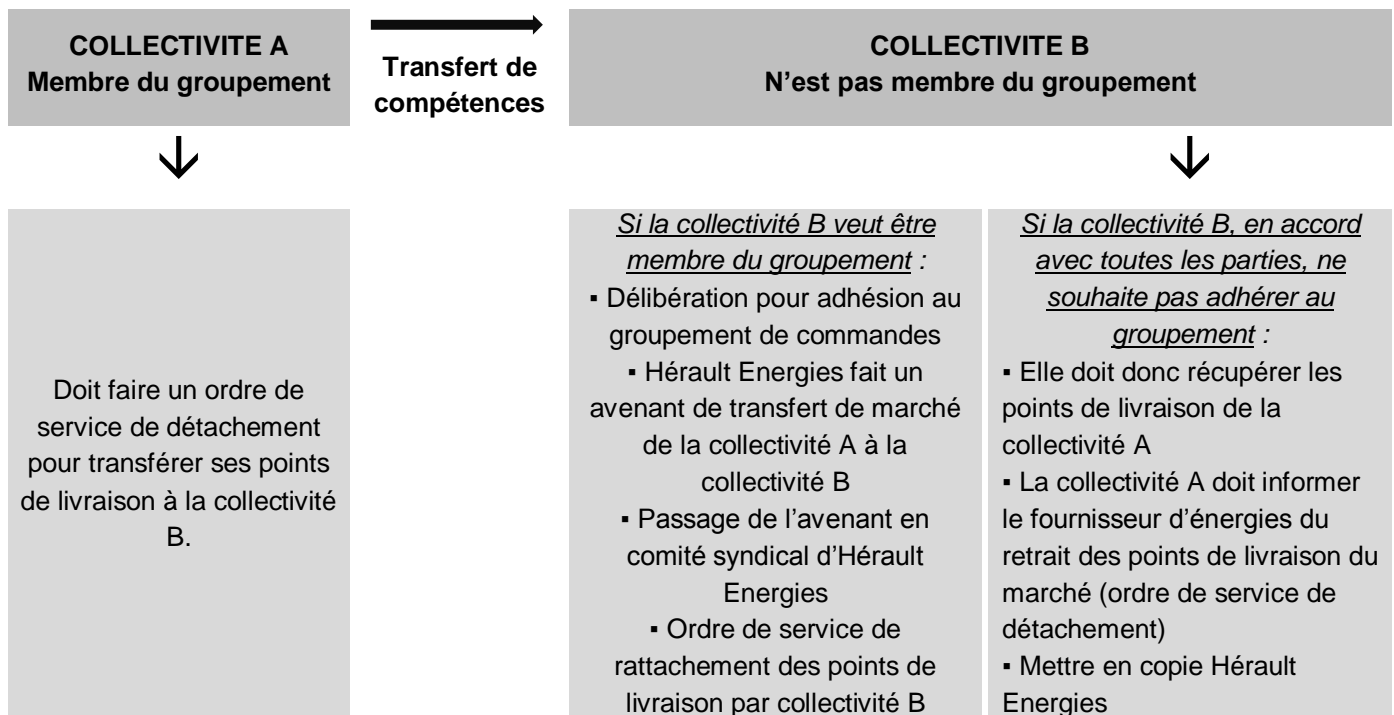 COLLECTIVITE A
Membre du groupement
Transfert de
compétences
COLLECTIVITE B
N’est pas membre du groupement
Doit faire un ordre de
service de détachement
pour transférer ses points
de livraison à la collectivité
B.
Si la collectivité B veut être
membre du groupement :
▪ Délibération pour adhésion au
groupement de commandes
▪ Hérault Energies fait un
avenant de transfert de marché
de la collectivité A à la
collectivité B
▪ Passage de l’avenant en
comité syndical d’Hérault
Energies
▪ Ordre de service de
rattachement des points de
livraison par collectivité B
Si la collectivité B, en accord
avec toutes les parties, ne
souhaite pas adhérer au
groupement :
▪ Elle doit donc récupérer les
points de livraison de la
collectivité A
▪ La collectivité A doit informer
le fournisseur d’énergies du
retrait des points de livraison du
marché (ordre de service de
détachement)
▪ Mettre en copie Hérault
Energies